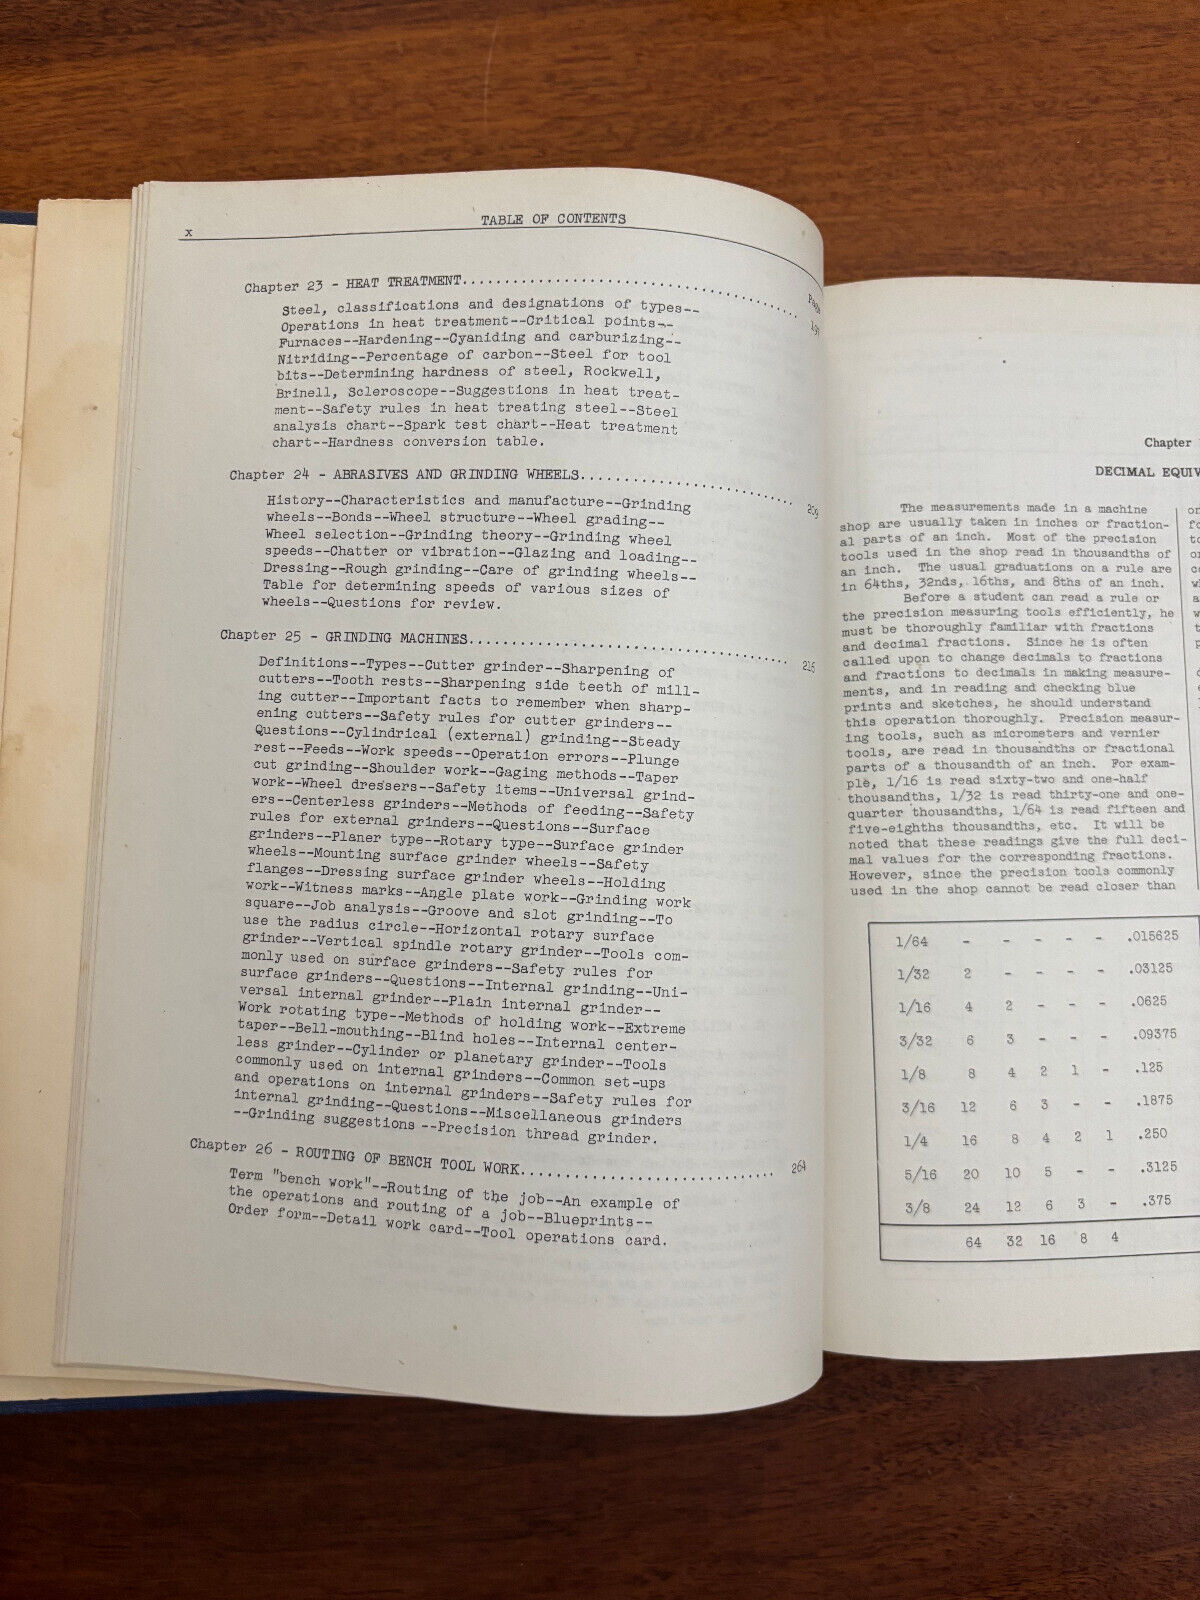 x
TABLE OF CONTENTS
Page
Chapter 23 - HEAT TREATMENT................................................
Steel, classifications and designations of types--
Operations in heat treatment--Critical points--
Furnaces--Hardening--Cyaniding and carburizing--
Nitriding--Percentage of carbon--Steel for tool
bits--Determining hardness of steel, Rockwell,
Brinell, Scleroscope--Suggestions in heat treat-
ment--Safety rules in heat treating steel--Steel
analysis chart--Spark test chart--Heat treatment
chart--Hardness conversion table.
Chapter 24 - ABRASIVES AND GRINDING WHEELS.............................. 209
History--Characteristics and manufacture--Grinding
wheels--Bonds--Wheel structure--Wheel grading--
Wheel selection--Grinding theory--Grinding wheel
speeds--Chatter or vibration--Glazing and loading--
Dressing--Rough grinding--Care of grinding wheels--
Table for determining speeds of various sizes of
wheels--Questions for review.
Chapter 25 - GRINDING MACHINES............................................ 215
Definitions--Types--Cutter grinder--Sharpening of
cutters--Tooth rests--Sharpening side teeth of mill-
ing cutter--Important facts to remember when sharp-
ening cutters--Safety rules for cutter grinders--
Questions--Cylindrical (external) grinding--Steady
rest--Feeds--Work speeds--Operation errors--Plunge
cut grinding--Shoulder work--Gaging methods--Taper
work--Wheel dressers--Safety items--Universal grind-
ers--Centerless grinders--Methods of feeding--Safety
rules for external grinders--Questions--Surface
grinders--Planer type--Rotary type--Surface grinder
wheels--Mounting surface grinder wheels--Safety
flanges--Dressing surface grinder wheels--Holding
work--Witness marks--Angle plate work--Grinding work
square--Job analysis--Groove and slot grinding--To
use the radius circle--Horizontal rotary surface
grinder--Vertical spindle rotary grinder--Tools com-
monly used on surface grinders--Safety rules for
surface grinders--Questions--Internal grinding--Uni-
versal internal grinder--Plain internal grinder--
Work rotating type--Methods of holding work--Extreme
taper--Bell-mouthing--Blind holes--Internal center-
less grinder--Cylinder or planetary grinder--Tools
commonly used on internal grinders--Common set-ups
and operations on internal grinders--Safety rules for
internal grinding--Questions--Miscellaneous grinders
--Grinding suggestions --Precision thread grinder.
Chapter 26 - ROUTING OF BENCH TOOL WORK.................................. 264
Term "bench work"--Routing of the job--An example of
the operations and routing of a job--Blueprints--
Order form--Detail work card--Tool operations card.
Chapter
DECIMAL EQUIV
The measurements made in a machine
shop are usually taken in inches or fraction-
al parts of an inch. Most of the precision
tools used in the shop read in thousandths of
an inch. The usual graduations on a rule are
in 64ths, 32nds, 16ths, and 8ths of an inch.
Before a student can read a rule or
the precision measuring tools efficiently, he
must be thoroughly familiar with fractions
and decimal fractions. Since he is often
called upon to change decimals to fractions
and fractions to decimals in making measure-
ments, and in reading and checking blue
prints and sketches, he should understand
this operation thoroughly. Precision measur-
ing tools, such as micrometers and vernier
tools, are read in thousandths or fractional
parts of a thousandth of an inch. For exam-
ple, 1/16 is read sixty-two and one-half
thousandths, 1/32 is read thirty-one and one-
quarter thousandths, 1/64 is read fifteen and
five-eighths thousandths, etc. It will be
noted that these readings give the full deci-
mal values for the corresponding fractions.
However, since the precision tools commonly
used in the shop cannot be read closer than
1/64 - - - - - .015625
1/32 2 - - - - .03125
1/16 4 2 - - - .0625
3/32 6 3 - - - .09375
1/8 8 4 2 1 - .125
3/16 12 6 3 - - .1875
1/4 16 8 4 2 1 .250
5/16 20 10 5 - - .3125
3/8 24 12 6 3 - .375
64 32 16 8 4